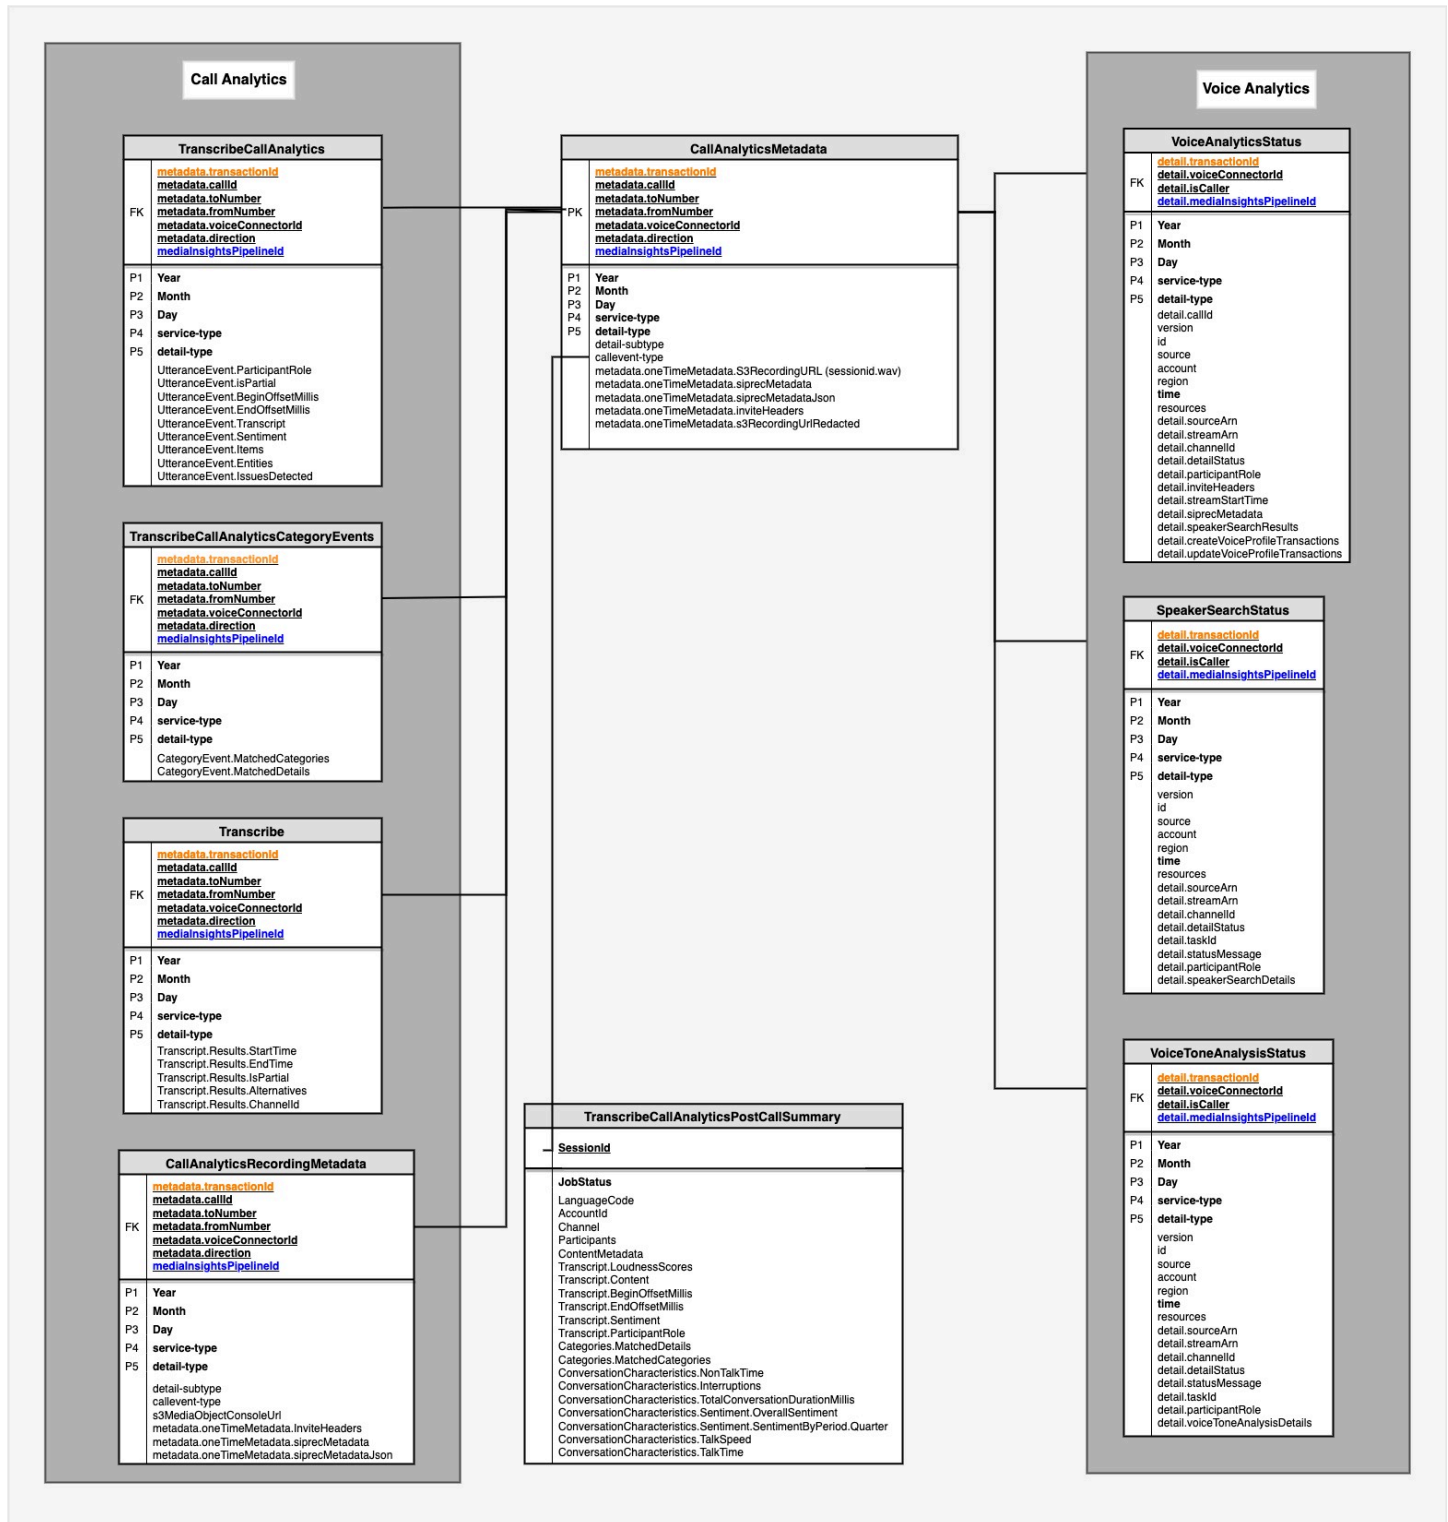 Call Analytics
TranscribeCallAnalytics
FK
metadata.transactionId
metadata.callId
metadata.toNumber
metadata.fromNumber
metadata.voiceConnectorId
metadata.direction
mediaInsightsPipelineId
P1 Year
P2 Month
P3 Day
P4 service-type
P5 detail-type
UtteranceEvent.ParticipantRole
UtteranceEvent.isPartial
UtteranceEvent.BeginOffsetMillis
UtteranceEvent.EndOffsetMillis
UtteranceEvent.Transcript
UtteranceEvent.Sentiment
UtteranceEvent.Items
UtteranceEvent.Entities
UtteranceEvent.IssuesDetected
TranscribeCallAnalyticsCategoryEvents
FK
metadata.transactionId
metadata.callId
metadata.toNumber
metadata.fromNumber
metadata.voiceConnectorId
metadata.direction
mediaInsightsPipelineId
P1 Year
P2 Month
P3 Day
P4 service-type
P5 detail-type
CategoryEvent.MatchedCategories
CategoryEvent.MatchedDetails
Transcribe
FK
metadata.transactionId
metadata.callId
metadata.toNumber
metadata.fromNumber
metadata.voiceConnectorId
metadata.direction
mediaInsightsPipelineId
P1 Year
P2 Month
P3 Day
P4 service-type
P5 detail-type
Transcript.Results.StartTime
Transcript.Results.EndTime
Transcript.Results.IsPartial
Transcript.Results.Alternatives
Transcript.Results.ChannelId
CallAnalyticsRecordingMetadata
FK
metadata.transactionId
metadata.callId
metadata.toNumber
metadata.fromNumber
metadata.voiceConnectorId
metadata.direction
mediaInsightsPipelineId
P1 Year
P2 Month
P3 Day
P4 service-type
P5 detail-type
detail-subtype
callevent-type
s3MediaObjectConsoleUrl
metadata.oneTimeMetadata.InviteHeaders
metadata.oneTimeMetadata.siprecMetadata
metadata.oneTimeMetadata.siprecMetadataJson
CallAnalyticsMetadata
PK
metadata.transactionId
metadata.callId
metadata.toNumber
metadata.fromNumber
metadata.voiceConnectorId
metadata.direction
mediaInsightsPipelineId
P1 Year
P2 Month
P3 Day
P4 service-type
P5 detail-type
detail-subtype
callevent-type
metadata.oneTimeMetadata.S3RecordingURL (sessionid.wav)
metadata.oneTimeMetadata.siprecMetadata
metadata.oneTimeMetadata.siprecMetadataJson
metadata.oneTimeMetadata.inviteHeaders
metadata.oneTimeMetadata.s3RecordingUrlRedacted
TranscribeCallAnalyticsPostCallSummary
SessionId
JobStatus
LanguageCode
AccountId
Channel
Participants
ContentMetadata
Transcript.LoudnessScores
Transcript.Content
Transcript.BeginOffsetMillis
Transcript.EndOffsetMillis
Transcript.Sentiment
Transcript.ParticipantRole
Categories.MatchedDetails
Categories.MatchedCategories
ConversationCharacteristics.NonTalkTime
ConversationCharacteristics.Interruptions
ConversationCharacteristics.TotalConversationDurationMillis
ConversationCharacteristics.Sentiment.OverallSentiment
ConversationCharacteristics.Sentiment.SentimentByPeriod.Quarter
ConversationCharacteristics.TalkSpeed
ConversationCharacteristics.TalkTime
Voice Analytics
VoiceAnalyticsStatus
FK
detail.transactionId
detail.voiceConnectorId
detail.isCaller
detail.mediaInsightsPipelineId
P1 Year
P2 Month
P3 Day
P4 service-type
P5 detail-type
detail.callId
version
id
source
account
region
time
resources
detail.sourceArn
detail.streamArn
detail.channelId
detail.detailStatus
detail.participantRole
detail.inviteHeaders
detail.streamStartTime
detail.siprecMetadata
detail.speakerSearchResults
detail.createVoiceProfileTransactions
detail.updateVoiceProfileTransactions
SpeakerSearchStatus
FK
detail.transactionId
detail.voiceConnectorId
detail.isCaller
detail.mediaInsightsPipelineId
P1 Year
P2 Month
P3 Day
P4 service-type
P5 detail-type
version
id
source
account
region
time
resources
detail.sourceArn
detail.streamArn
detail.channelId
detail.detailStatus
detail.taskId
detail.statusMessage
detail.participantRole
detail.speakerSearchDetails
VoiceToneAnalysisStatus
FK
detail.transactionId
detail.voiceConnectorId
detail.isCaller
detail.mediaInsightsPipelineId
P1 Year
P2 Month
P3 Day
P4 service-type
P5 detail-type
version
id
source
account
region
time
resources
detail.sourceArn
detail.streamArn
detail.channelId
detail.detailStatus
detail.statusMessage
detail.taskId
detail.participantRole
detail.voiceToneAnalysisDetails